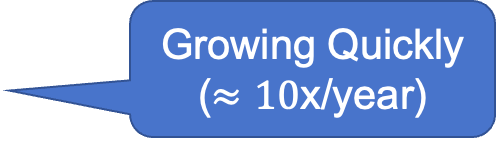 Growing Quickly
(≈ 10x/year)